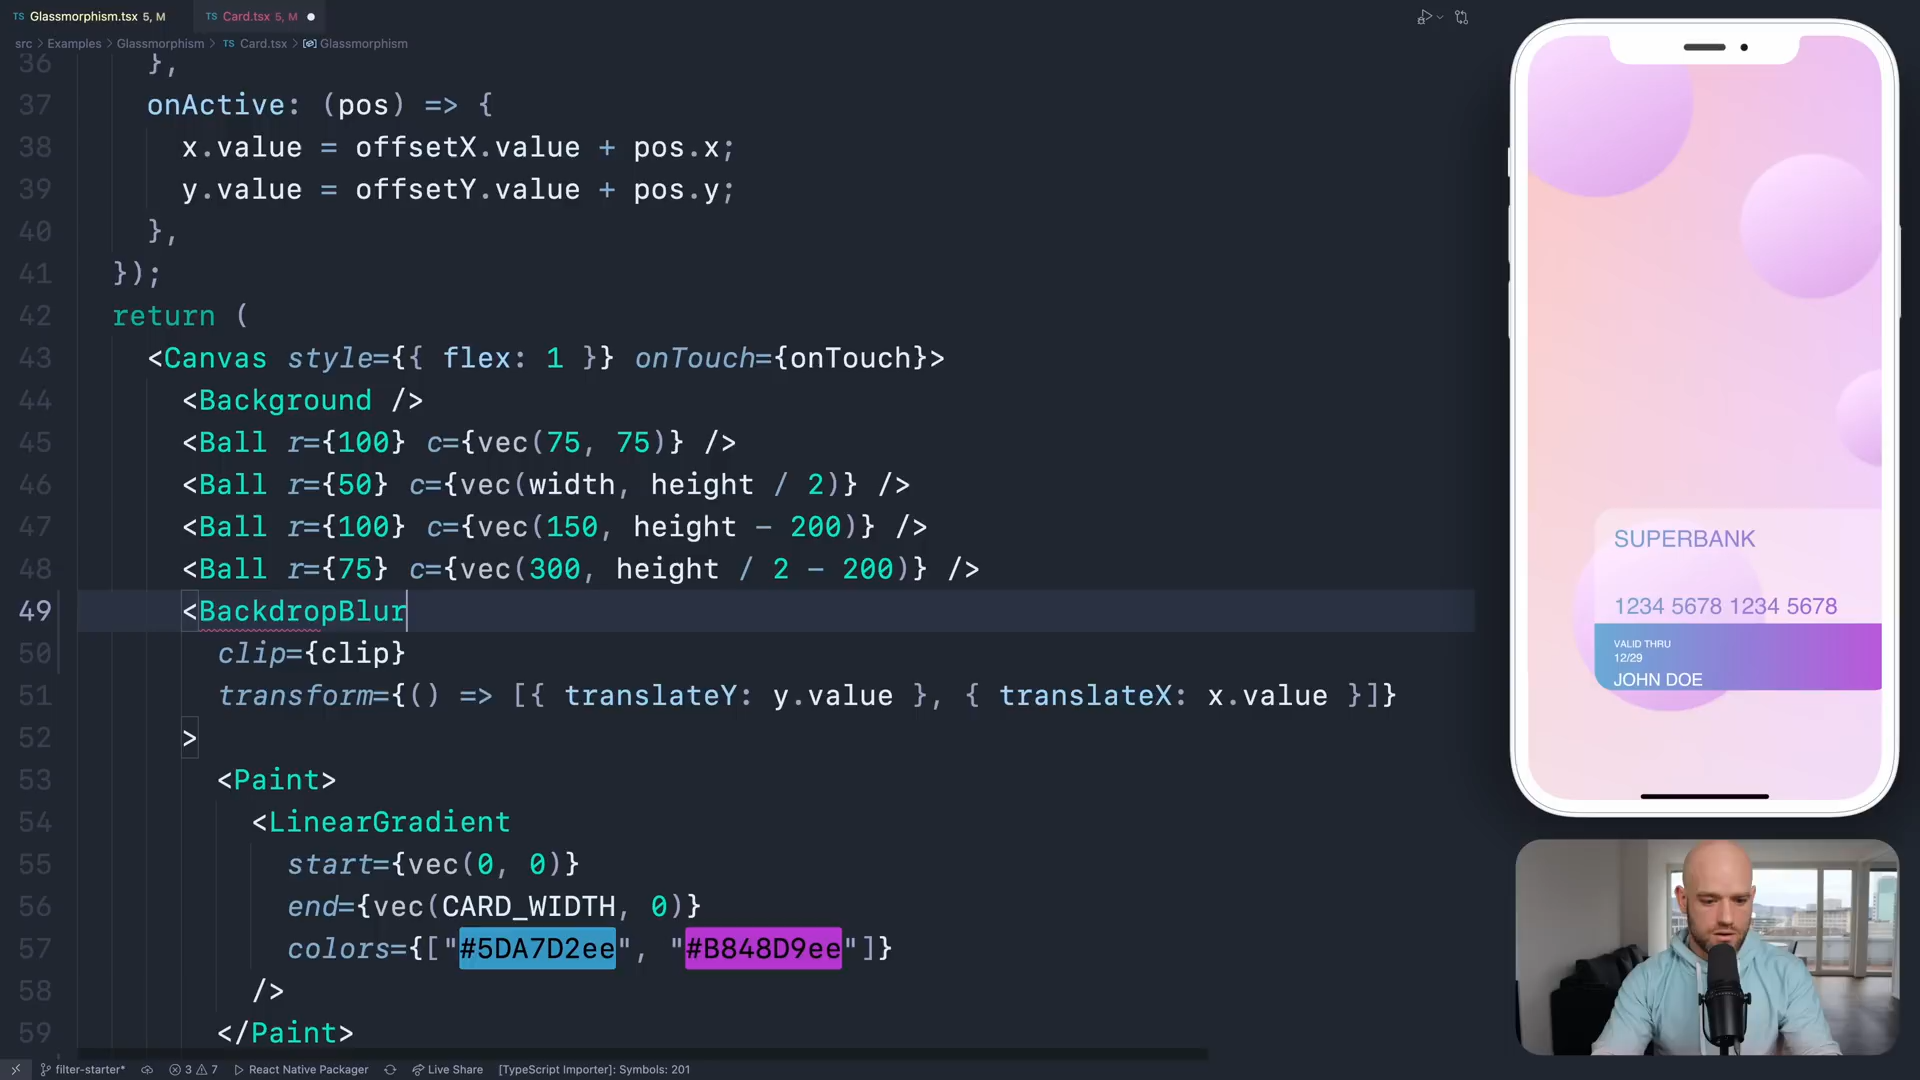 TS Glassmorphism.tsx 5, M
TS Card.tsx 5, M
src > Examples > Glassmorphism > TS Card.tsx > Glassmorphism
36 },
37 onActive: (pos) => {
38 x.value = offsetX.value + pos.x;
39 y.value = offsetY.value + pos.y;
40 },
41 });
42 return (
43 <Canvas style={{ flex: 1 }} onTouch={onTouch}>
44 <Background />
45 <Ball r={100} c={vec(75, 75)} />
46 <Ball r={50} c={vec(width, height / 2)} />
47 <Ball r={100} c={vec(150, height - 200)} />
48 <Ball r={75} c={vec(300, height / 2 - 200)} />
49 <BackdropBlur
50 clip={clip}
51 transform={() => [{ translateY: y.value }, { translateX: x.value }]}
52 >
53 <Paint>
54 <LinearGradient
55 start={vec(0, 0)}
56 end={vec(CARD_WIDTH, 0)}
57 colors={["#5DA7D2ee", "#B848D9ee"]}
58 />
59 </Paint>
filter-starter* 3 7 React Native Packager Live Share [TypeScript Importer]: Symbols: 201
SUPERBANK
1234 5678 1234 5678
VALID THRU
12/29
JOHN DOE